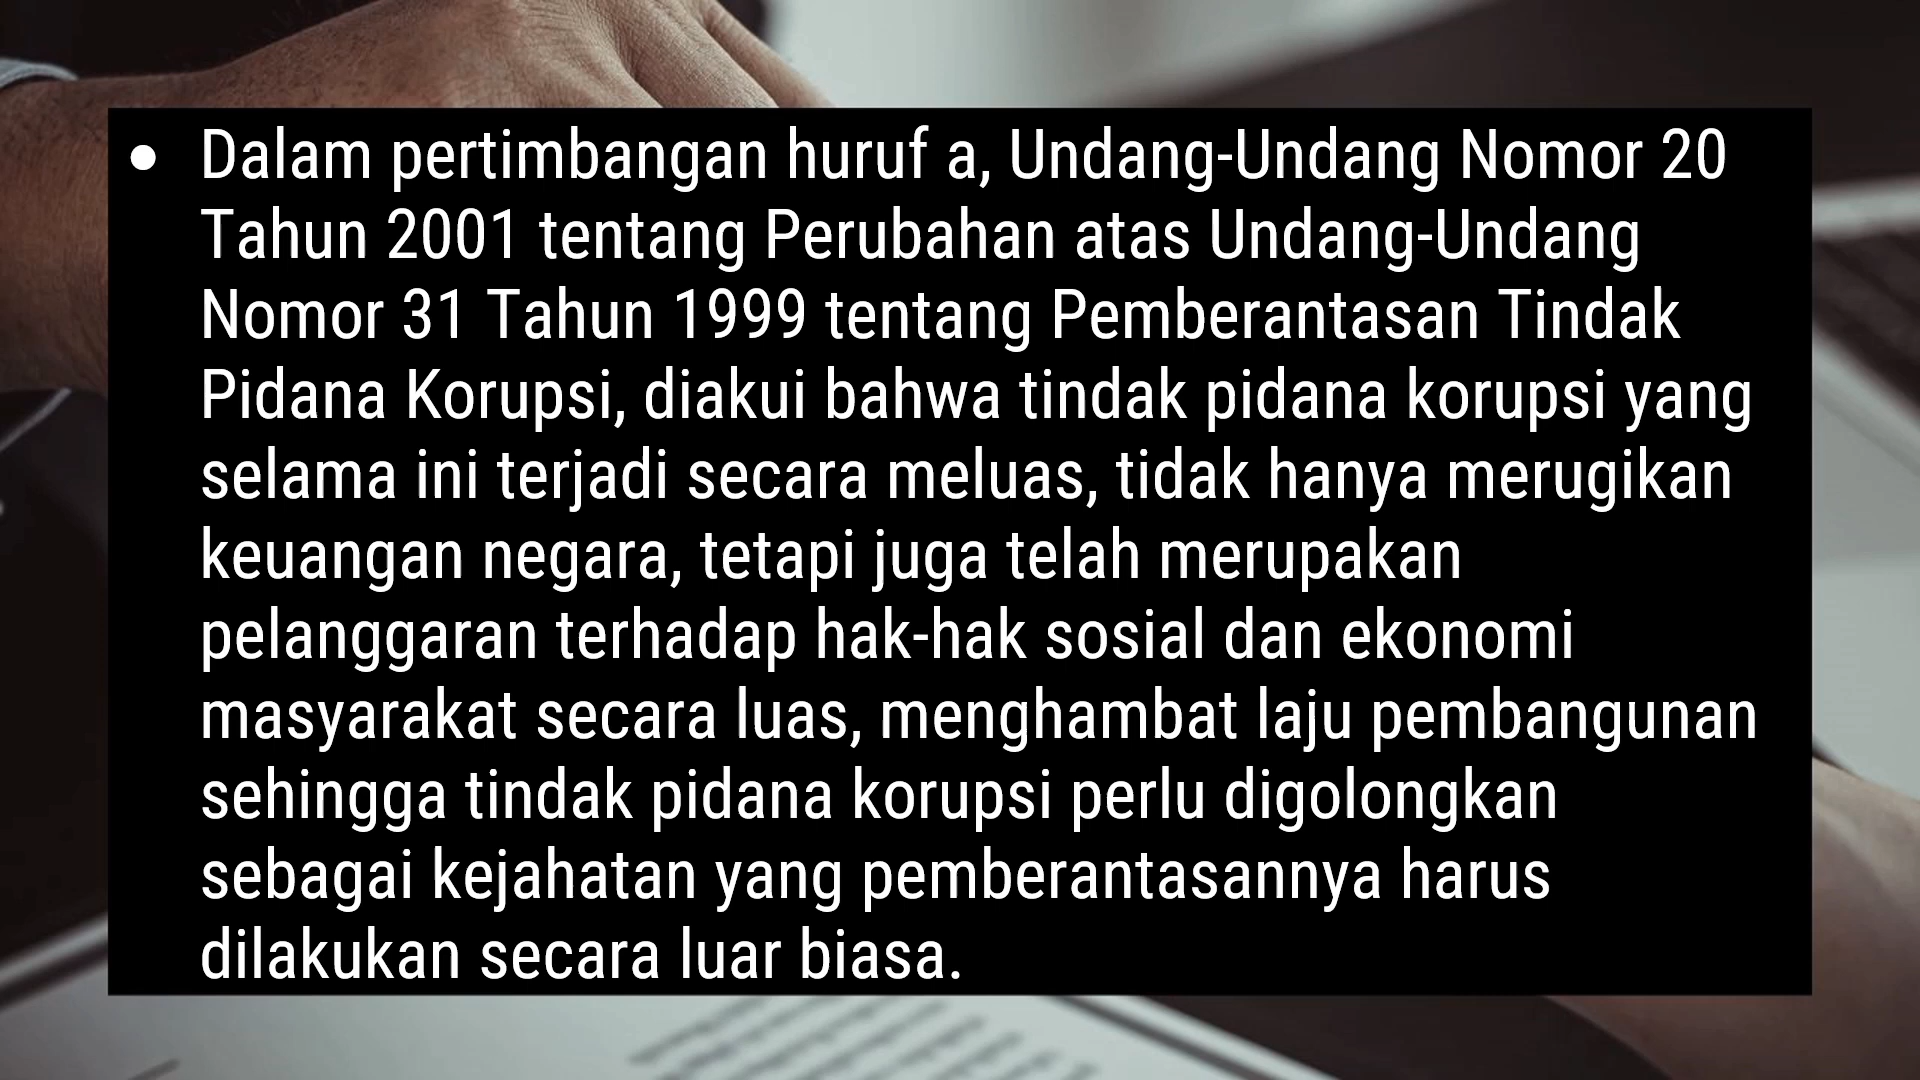 ● Dalam pertimbangan huruf a, Undang-Undang Nomor 20
Tahun 2001 tentang Perubahan atas Undang-Undang
Nomor 31 Tahun 1999 tentang Pemberantasan Tindak
Pidana Korupsi, diakui bahwa tindak pidana korupsi yang
selama ini terjadi secara meluas, tidak hanya merugikan
keuangan negara, tetapi juga telah merupakan
pelanggaran terhadap hak-hak sosial dan ekonomi
masyarakat secara luas, menghambat laju pembangunan
sehingga tindak pidana korupsi perlu digolongkan
sebagai kejahatan yang pemberantasannya harus
dilakukan secara luar biasa.